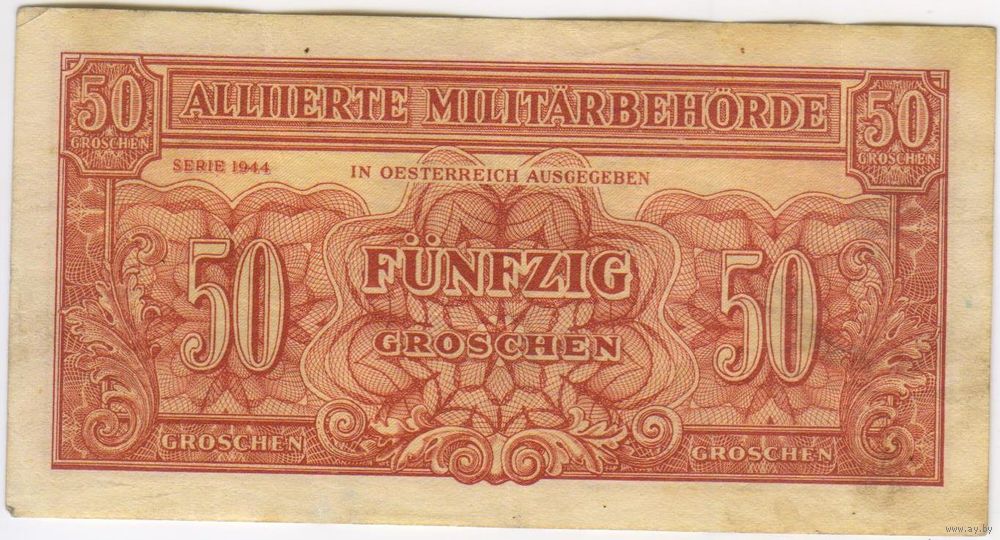 50 GROSCHEN
ALLIIERTE MILITÄRBEHÖRDE
50 GROSCHEN
SERIE 1944
IN OESTERREICH AUSGEGEBEN
50
FÜNFZIG
GROSCHEN
50
GROSCHEN
GROSCHEN
www.ay.by